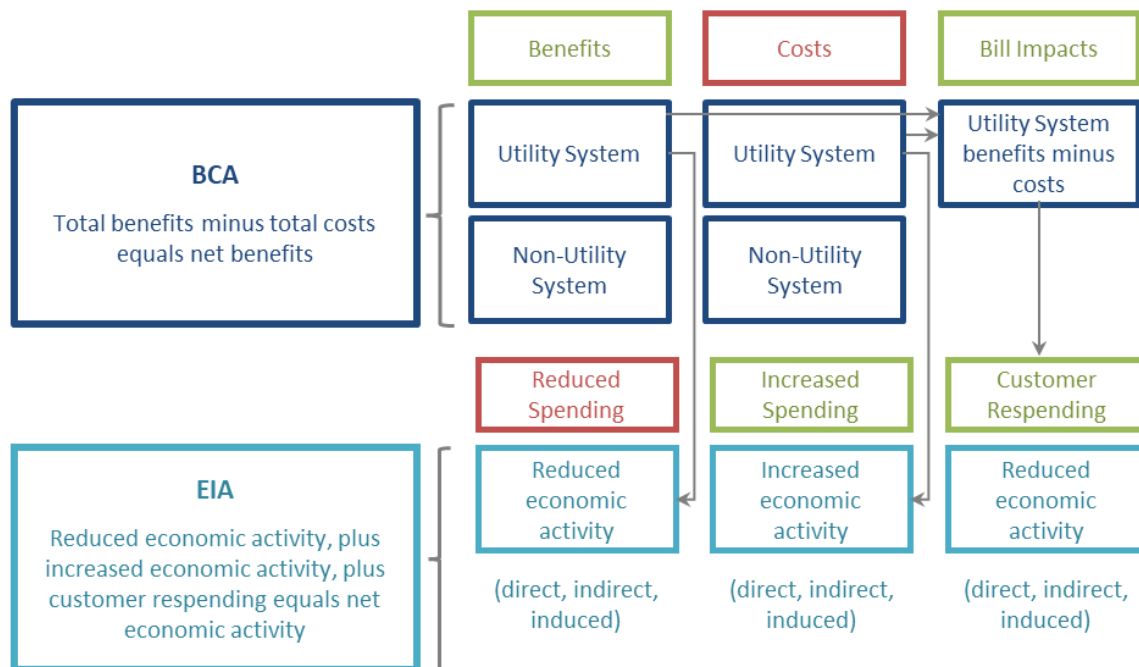 Benefits
Costs
Bill Impacts
BCA
Total benefits minus total costs
equals net benefits
Utility System
Utility System
Utility System
benefits minus
costs
Non-Utility
System
Non-Utility
System
Reduced
Spending
Increased
Spending
Customer
Respending
EIA
Reduced economic activity, plus
increased economic activity, plus
customer respending equals net
economic activity
Reduced
economic
activity
Increased
economic
activity
Reduced
economic
activity
(direct, indirect,
induced)
(direct, indirect,
induced)
(direct, indirect,
induced)